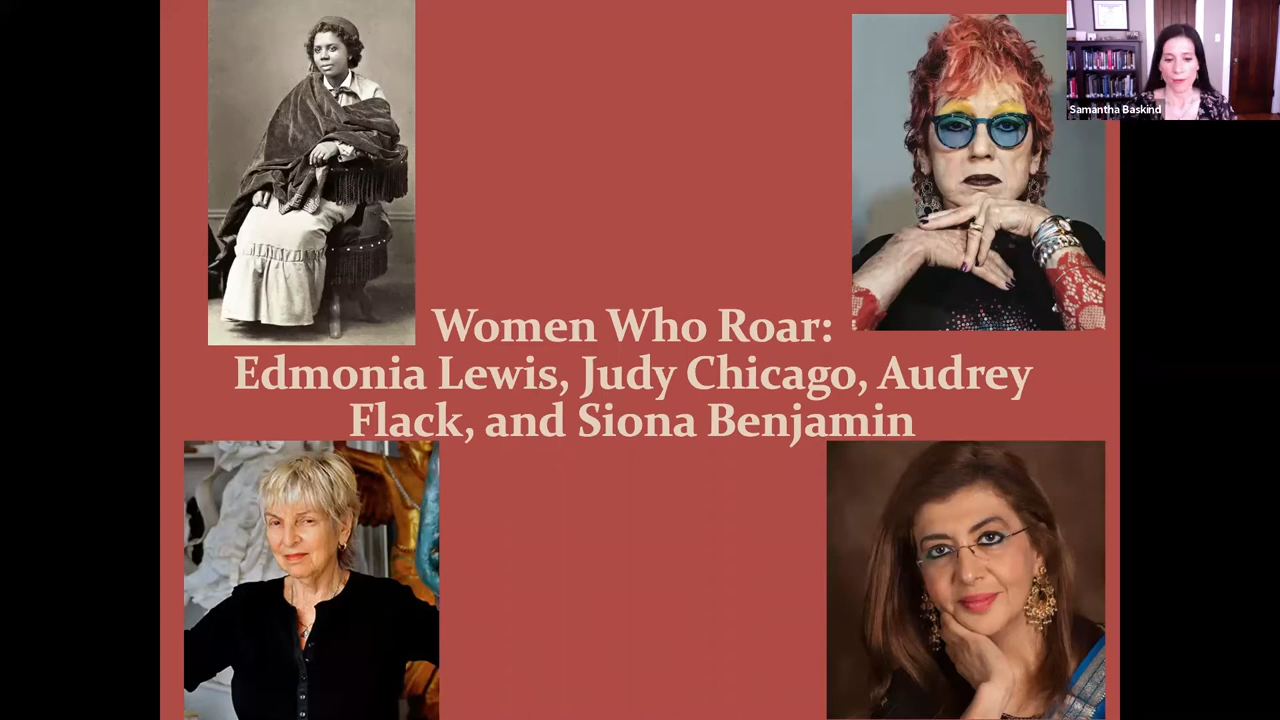 Samantha Baskind
Women Who Roar:
Edmonia Lewis, Judy Chicago, Audrey
Flack, and Siona Benjamin